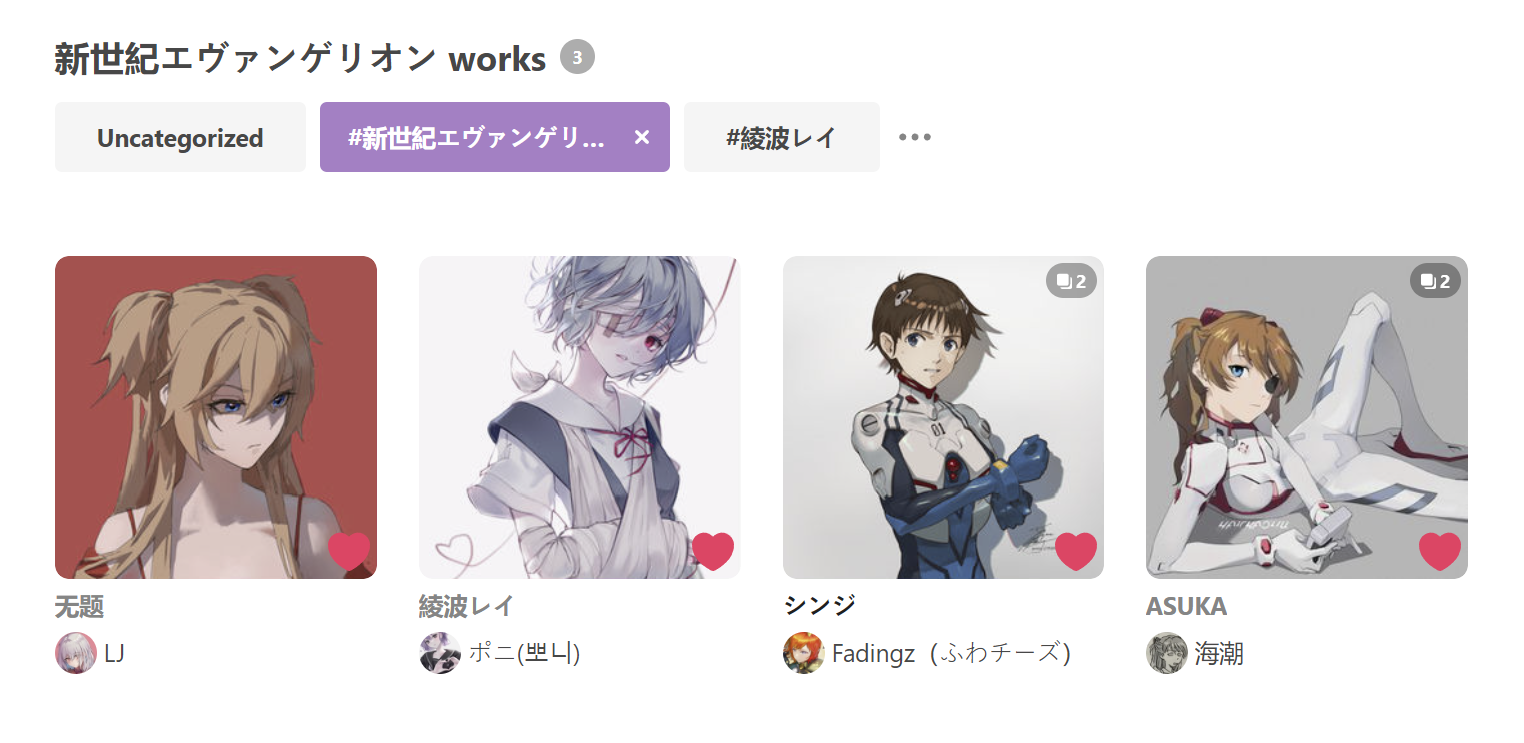 新世紀エヴァンゲリオン works 3
Uncategorized
#新世紀エヴァンゲリ...
#綾波レイ
2
2
01
无题
綾波レイ
シンジ
ASUKA
LJ
ポニ(뽀니)
Fadingz（ふわチーズ）
海潮